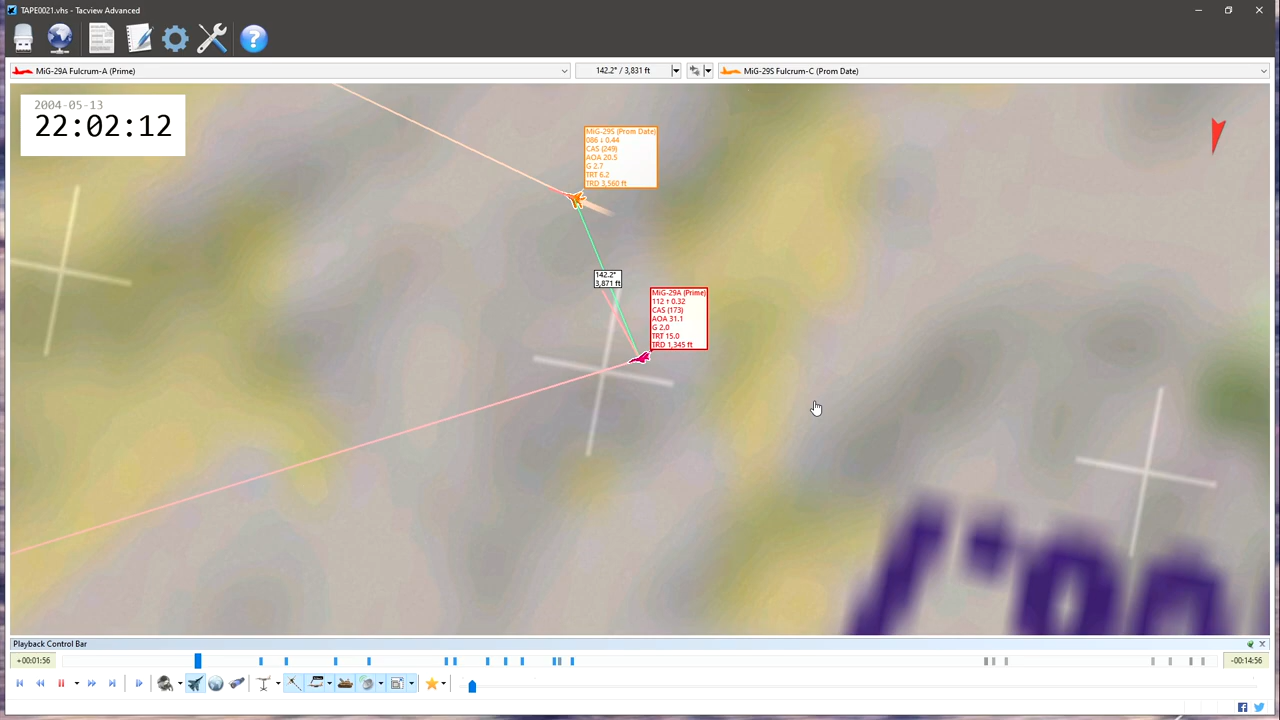 TAPE0021.vhs - Tacview Advanced
MiG-29A Fulcrum-A (Prime)
142.2° / 3,831 ft
MiG-29S Fulcrum-C (Prom Date)
2004-05-13
22:02:12
MiG-29S (Prom Date)
086 ↓ 0.44
CAS (249)
AOA 20.5
G 2.7
TRT 6.2
TRD 3,560 ft
142.2°
3,871 ft
MiG-29A (Prime)
112 ↑ 0.32
CAS (173)
AOA 31.1
G 2.0
TRT 15.0
TRD 1,345 ft
Playback Control Bar
+00:01:56
-00:14:56